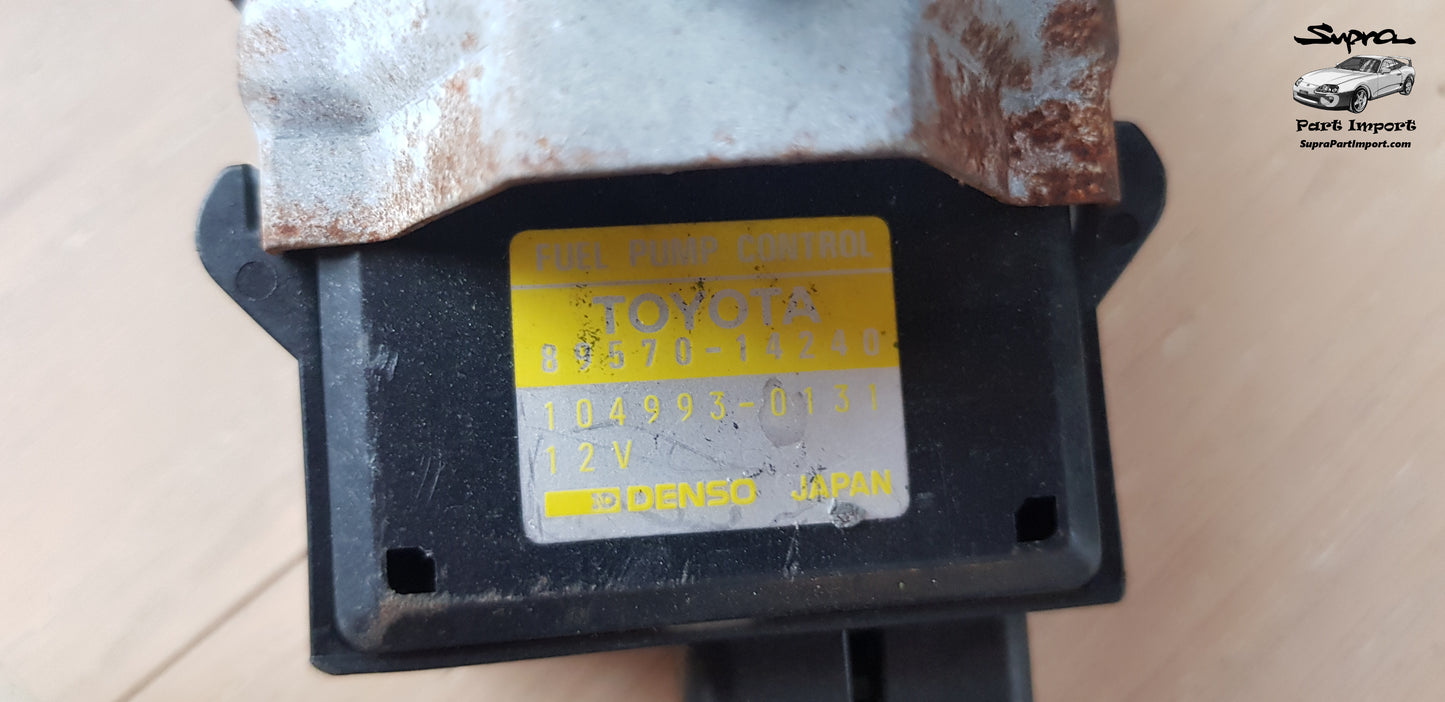 Supra
Part Import
SupraPartImport.com
FUEL PUMP CONTROL
TOYOTA
89570-14240
104993-0131
12V
DENSO JAPAN